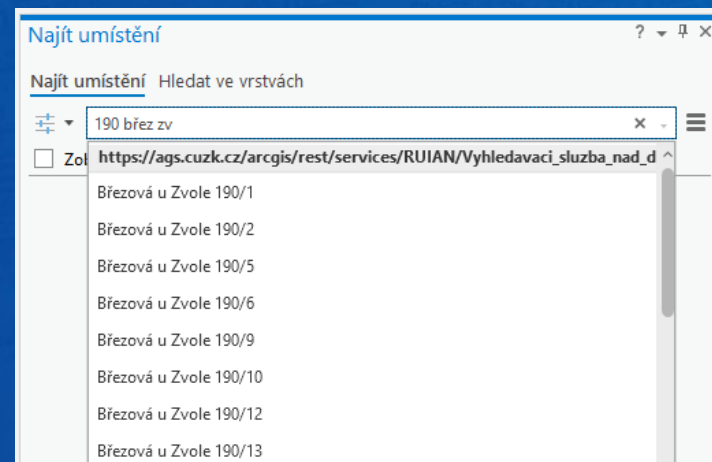 Najít umístění
?
Najít umístění Hledat ve vrstvách
190 břez zv
Zo
https://ags.cuzk.cz/arcgis/rest/services/RUIAN/Vyhledavaci_sluzba_nad_d
Březová u Zvole 190/1
Březová u Zvole 190/2
Březová u Zvole 190/5
Březová u Zvole 190/6
Březová u Zvole 190/9
Březová u Zvole 190/10
Březová u Zvole 190/12
Březová u Zvole 190/13